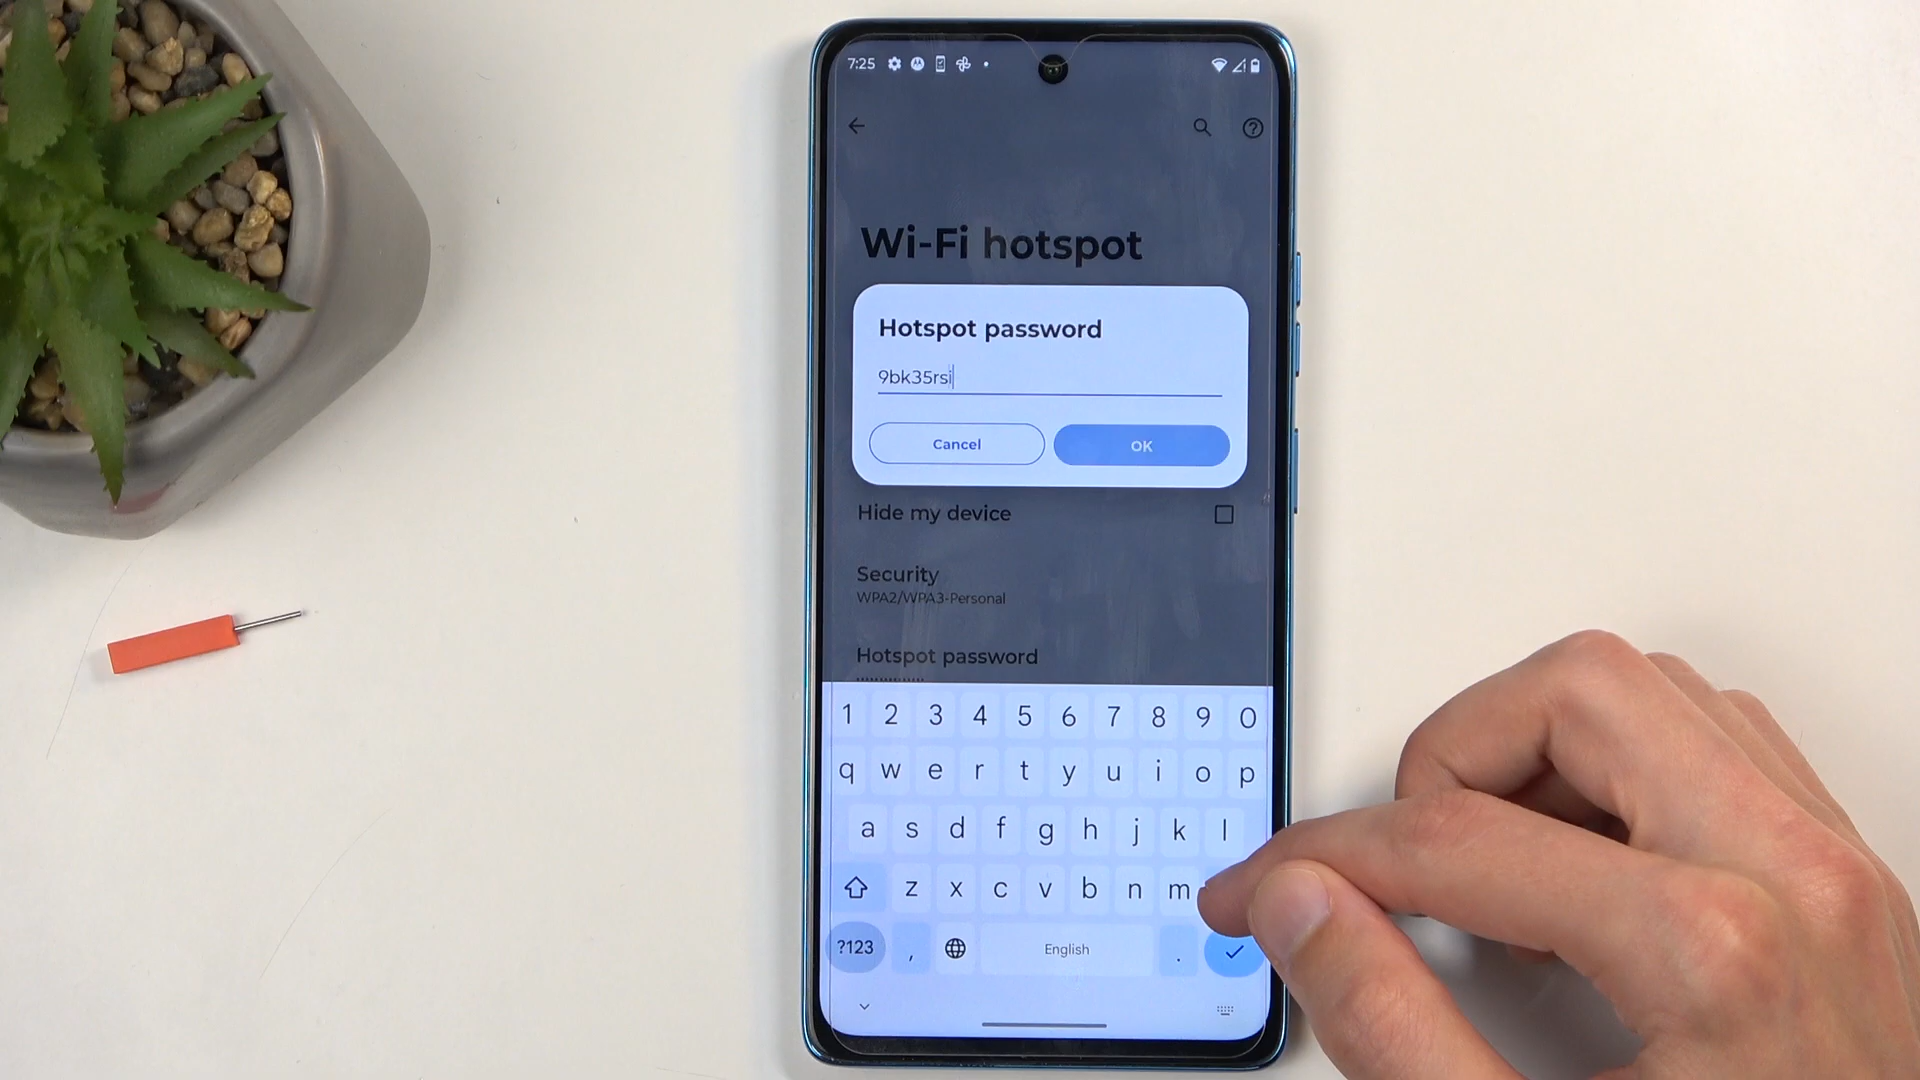 7:25
Wi-Fi hotspot
Hotspot password
9bk35rsi
Cancel OK
Hide my device
Security
WPA2/WPA3-Personal
Hotspot password
1 2 3 4 5 6 7 8 9 0
q w e r t y u i o p
a s d f g h j k l
z x c v b n m
?123 , English .